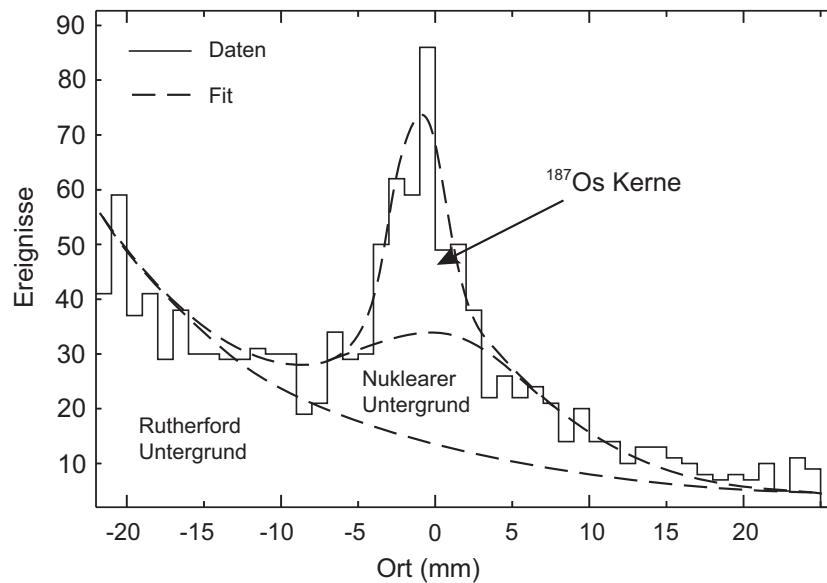 90
80
70
60
50
40
30
20
10
Ereignisse
Daten
Fit
¹⁸⁷Os Kerne
Nuklearer
Untergrund
Rutherford
Untergrund
-20 -15 -10 -5 0 5 10 15 20
Ort (mm)